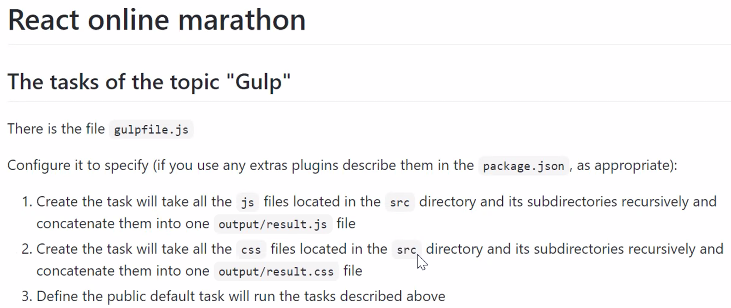 React online marathon
The tasks of the topic "Gulp"
There is the file gulpfile.js
Configure it to specify (if you use any extras plugins describe them in the package.json , as appropriate):
1. Create the task will take all the js files located in the src directory and its subdirectories recursively and
concatenate them into one output/result.js file
2. Create the task will take all the css files located in the src directory and its subdirectories recursively and
concatenate them into one output/result.css file
3. Define the public default task will run the tasks described above